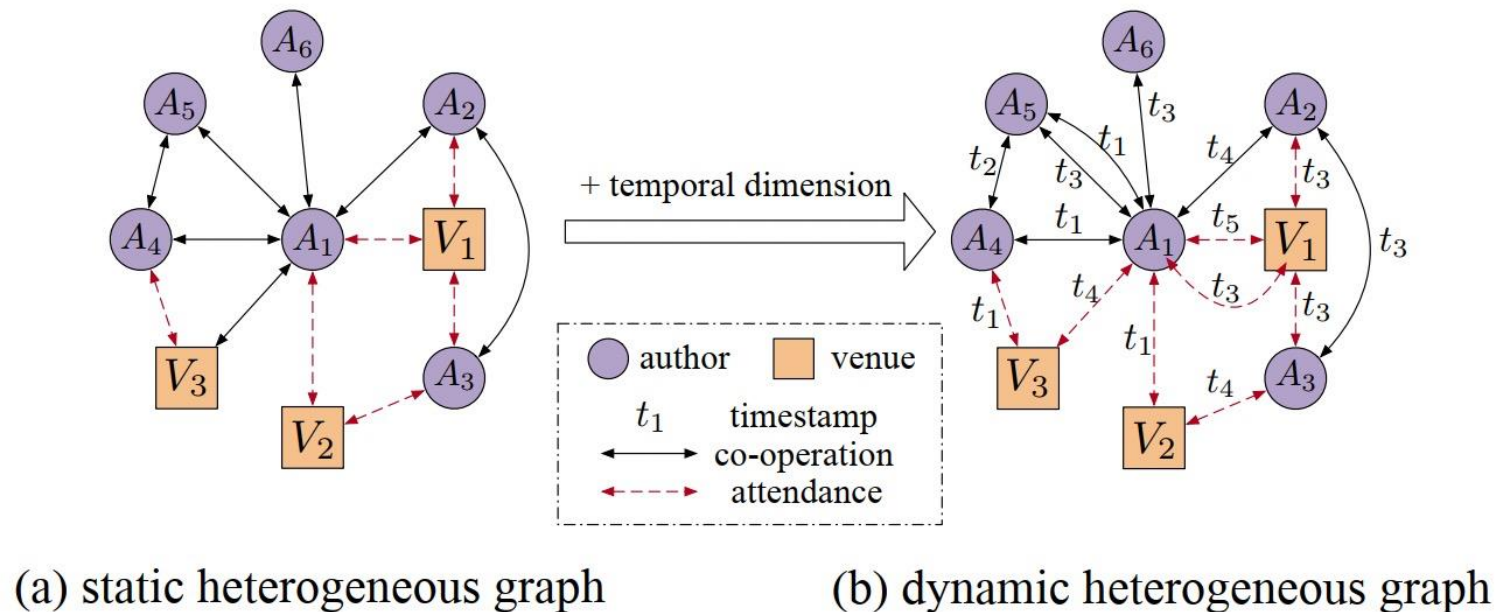 A6
A5
A2
A4
A1
V1
V3
A3
V2
+ temporal dimension
author
venue
t1 timestamp
co-operation
attendance
A6
A5
A2
t3
t1
t4
t2
t3
t3
A4
t1
A1
t5
V1
t3
t1
t4
t3
t3
t1
V3
A3
V2
t4
(a) static heterogeneous graph
(b) dynamic heterogeneous graph